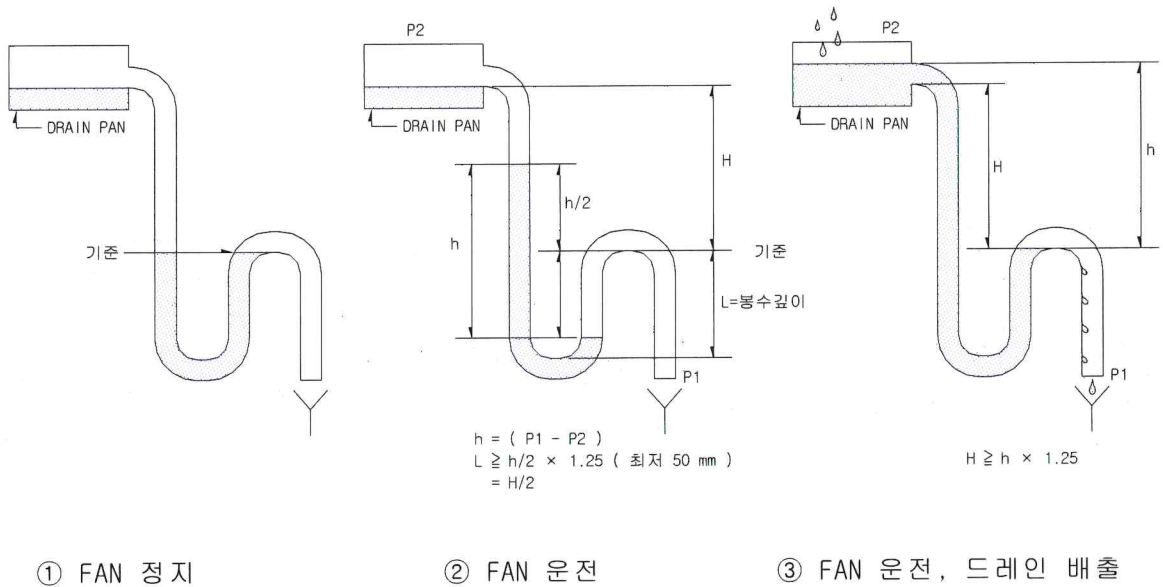 DRAIN PAN
기준
① FAN 정지
P2
DRAIN PAN
H
h/2
h
기준
L=봉수깊이
P1
h = ( P1 - P2 )
L ≧ h/2 × 1.25 ( 최저 50 mm )
= H/2
② FAN 운전
P2
DRAIN PAN
H
h
P1
H ≧ h × 1.25
③ FAN 운전, 드레인 배출